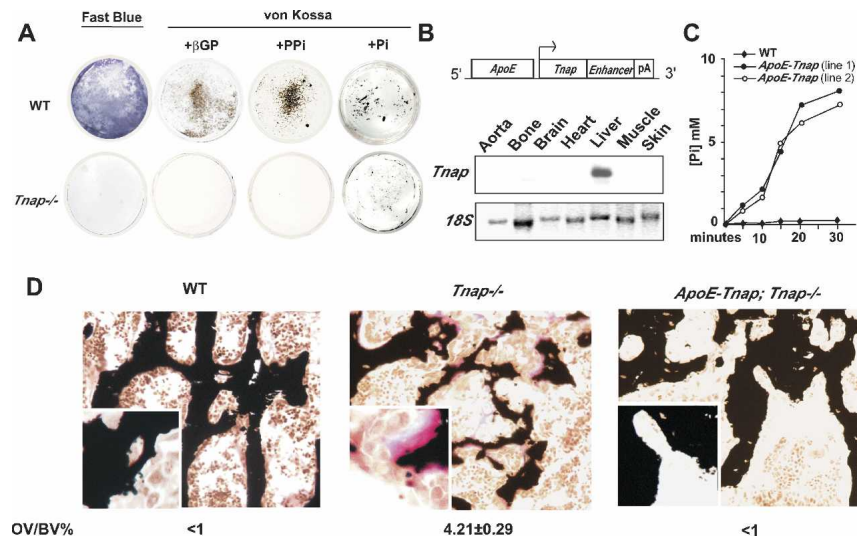 A
Fast Blue
von Kossa
+βGP
+PPi
+Pi
WT
Tnap-/-
B
5'
ApoE
Tnap
Enhancer
pA
3'
Aorta
Bone
Brain
Heart
Liver
Muscle
Skin
Tnap
18S
C
WT
ApoE-Tnap (line 1)
ApoE-Tnap (line 2)
[Pi] mM
10
5
0
minutes 10 20 30
D
WT
Tnap-/-
ApoE-Tnap; Tnap-/-
OV/BV% <1 4.21±0.29 <1